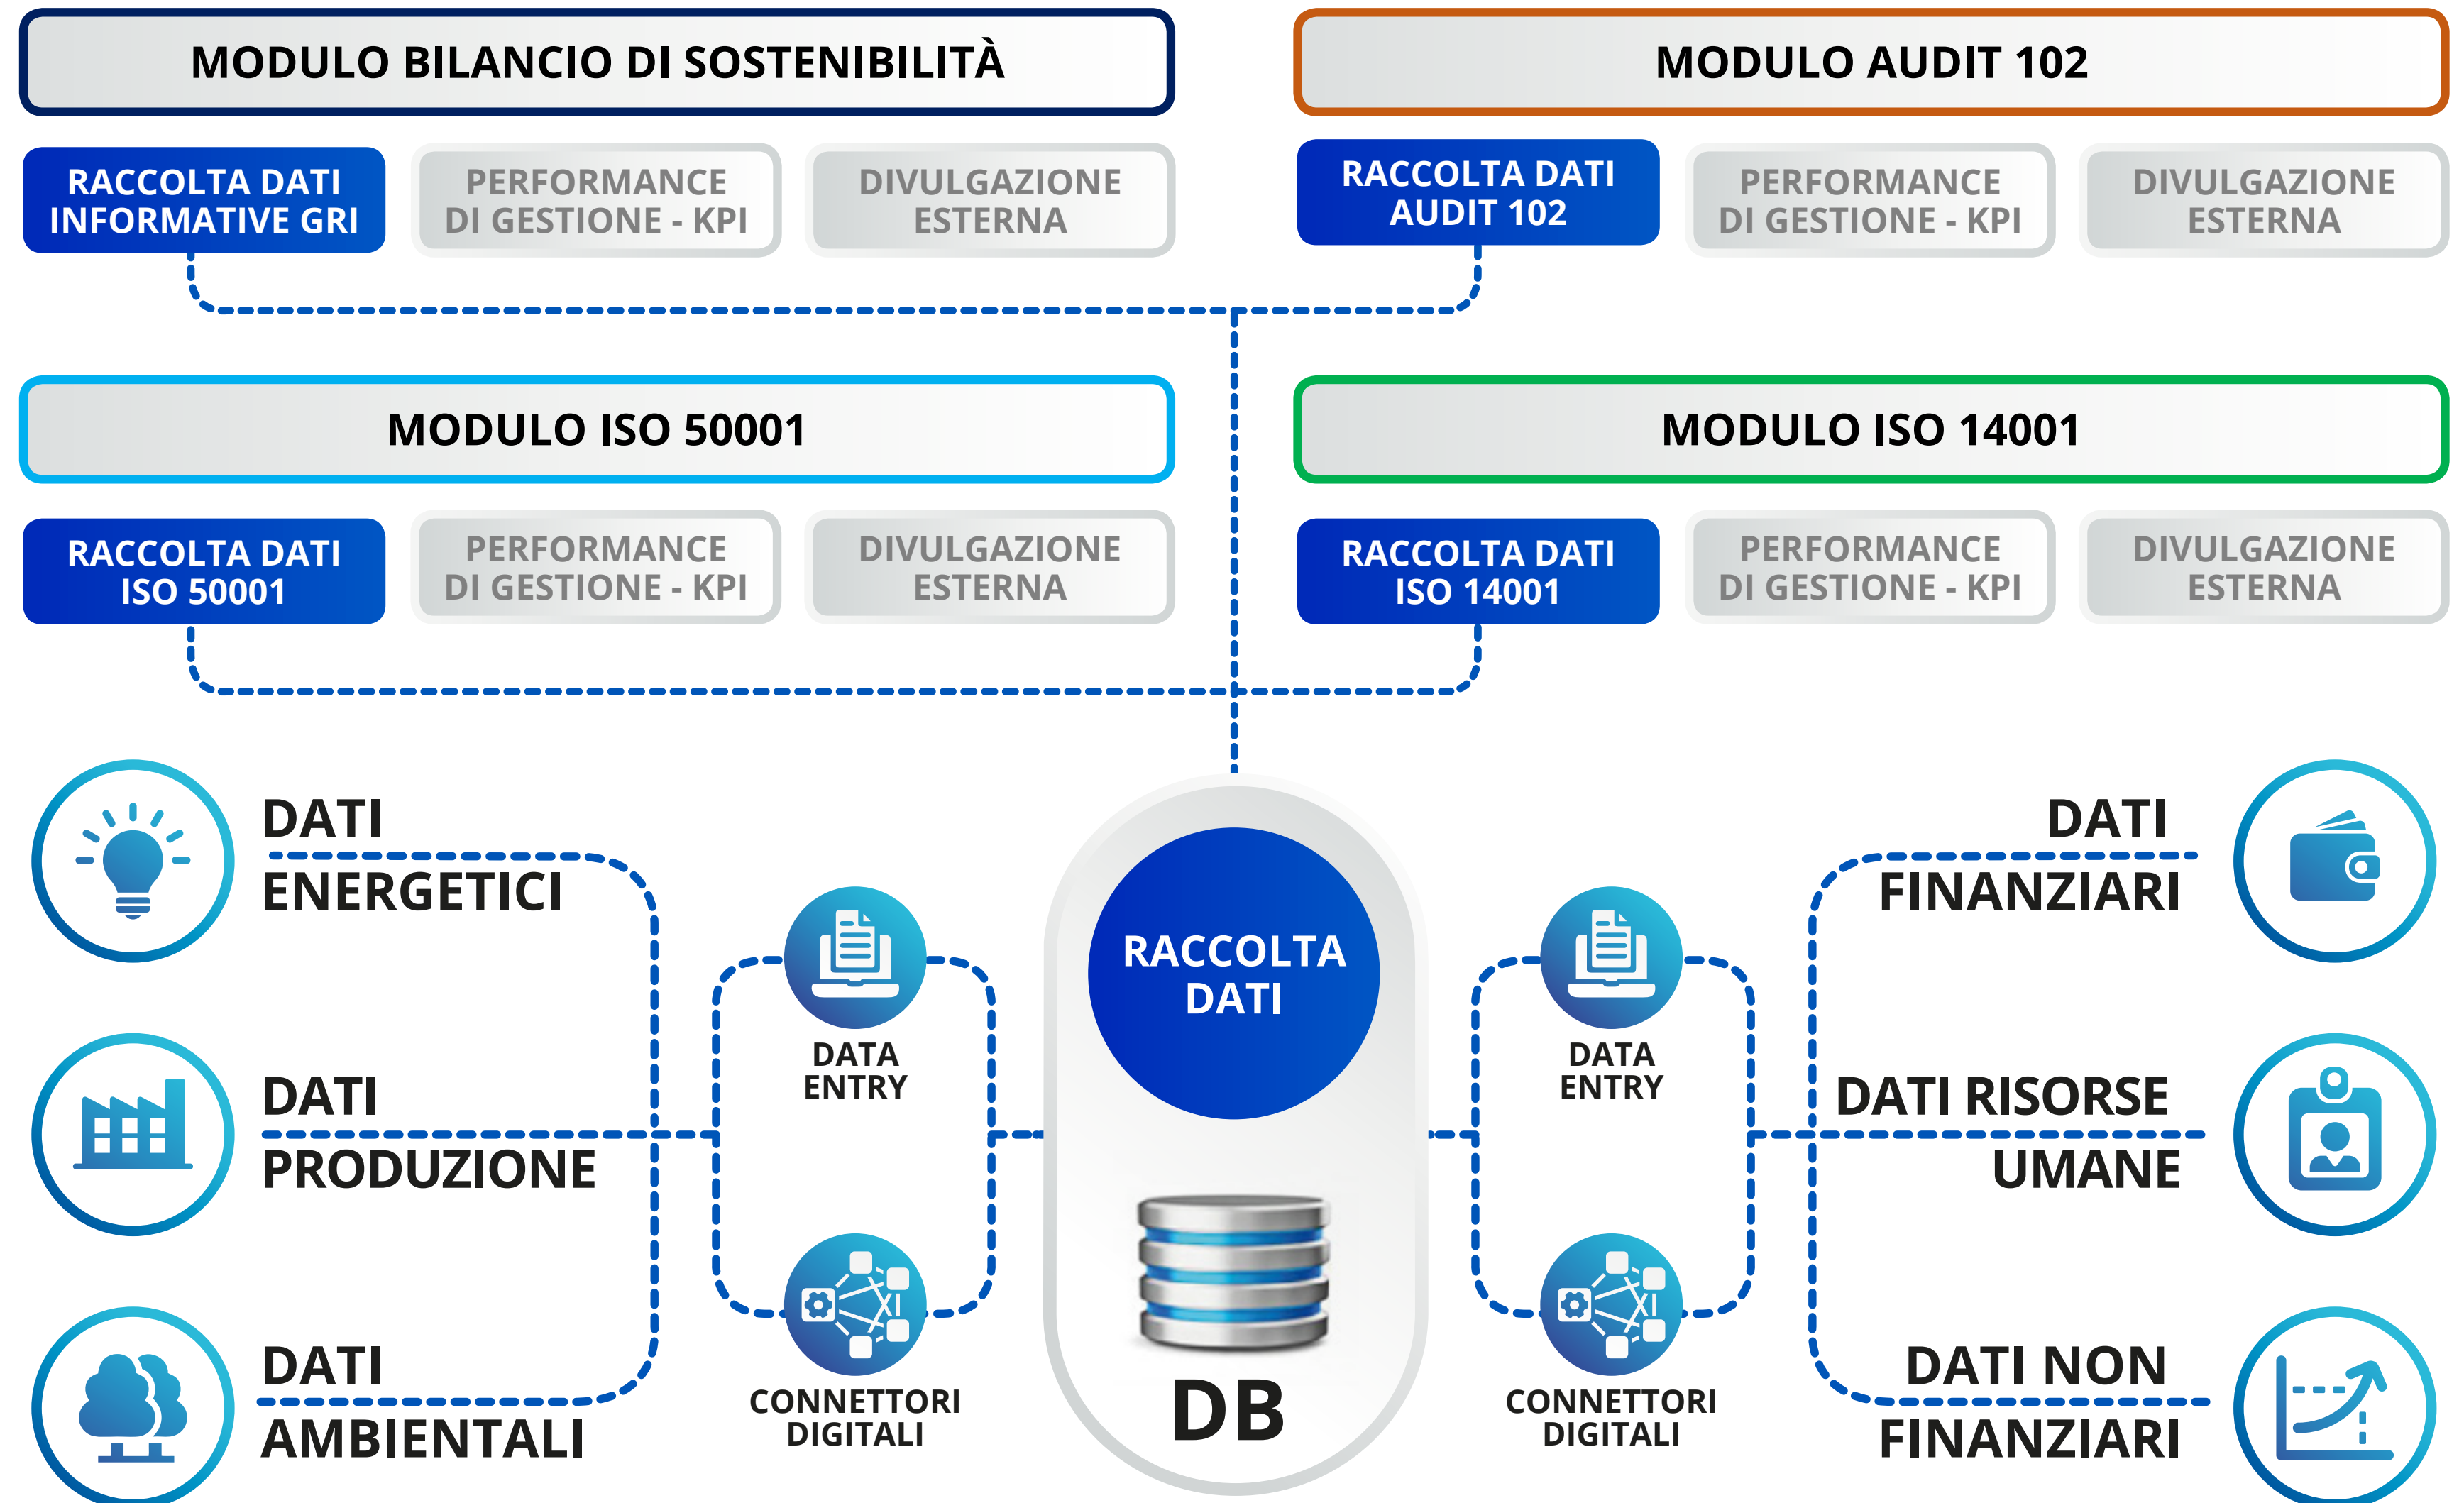 MODULO BILANCIO DI SOSTENIBILITÀ
RACCOLTA DATI
INFORMATIVE GRI
PERFORMANCE
DI GESTIONE - KPI
DIVULGAZIONE
ESTERNA
MODULO AUDIT 102
RACCOLTA DATI
AUDIT 102
PERFORMANCE
DI GESTIONE - KPI
DIVULGAZIONE
ESTERNA
MODULO ISO 50001
RACCOLTA DATI
ISO 50001
PERFORMANCE
DI GESTIONE - KPI
DIVULGAZIONE
ESTERNA
MODULO ISO 14001
RACCOLTA DATI
ISO 14001
PERFORMANCE
DI GESTIONE - KPI
DIVULGAZIONE
ESTERNA
DATI
ENERGETICI
DATI
PRODUZIONE
DATI
AMBIENTALI
DATA
ENTRY
CONNETTORI
DIGITALI
RACCOLTA
DATI
DB
DATA
ENTRY
CONNETTORI
DIGITALI
DATI
FINANZIARI
DATI RISORSE
UMANE
DATI NON
FINANZIARI